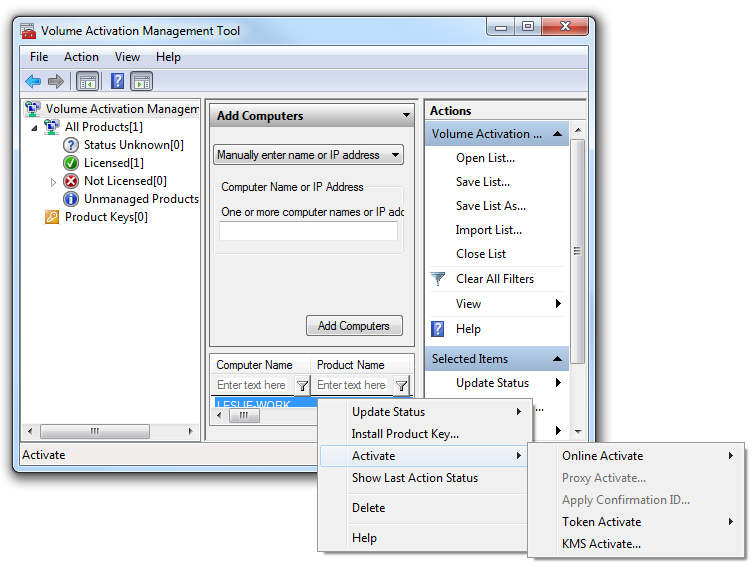 Volume Activation Management Tool
File Action View Help
Volume Activation Managem
All Products[1]
Status Unknown[0]
Licensed[1]
Not Licensed[0]
Unmanaged Products
Product Keys[0]
Add Computers
Manually enter name or IP address
Computer Name or IP Address
One or more computer names or IP add
Add Computers
Computer Name Product Name
Enter text here Enter text here
LESLIE-WORK
Actions
Volume Activation ...
Open List...
Save List...
Save List As...
Import List...
Close List
Clear All Filters
View
Help
Selected Items
Update Status
...
Update Status
Install Product Key...
Activate
Show Last Action Status
Delete
Help
Online Activate
Proxy Activate...
Apply Confirmation ID...
Token Activate
KMS Activate...
Activate